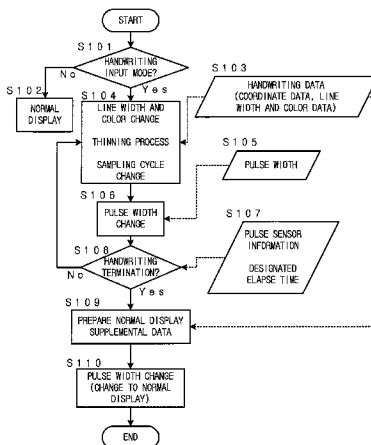 START
S101
HANDWRITING
INPUT MODE?
No
Yes
S102
NORMAL
DISPLAY
S103
HANDWRITING DATA
(COORDINATE DATA, LINE
WIDTH AND COLOR DATA)
S104
LINE WIDTH AND
COLOR CHANGE
THINNING PROCESS
SAMPLING CYCLE
CHANGE
S105
PULSE WIDTH
S106
PULSE WIDTH
CHANGE
S107
PULSE SENSOR
INFORMATION
DESIGNATED
ELAPSE TIME
S108
HANDWRITING
TERMINATION?
No
Yes
S109
PREPARE NORMAL DISPLAY
SUPPLEMENTAL DATA
S110
PULSE WIDTH CHANGE
(CHANGE TO NORMAL
DISPLAY)
END